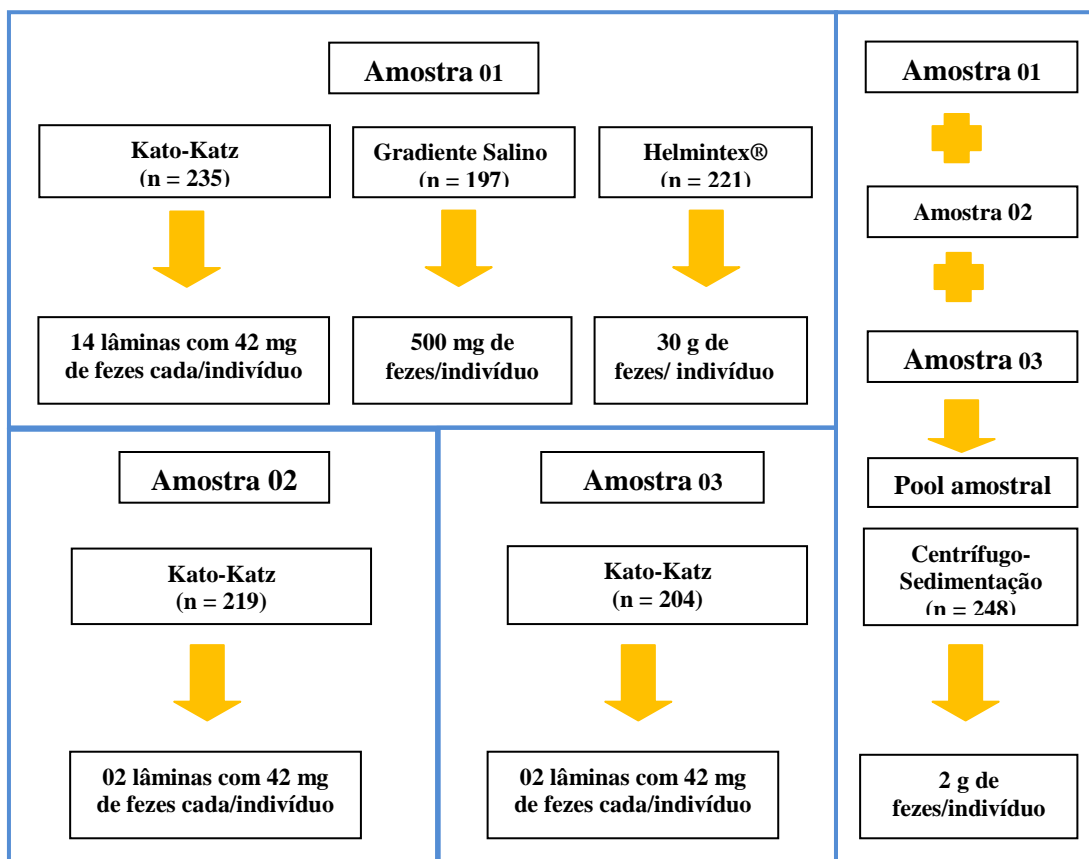 Amostra 01
Kato-Katz
(n = 235)
14 lâminas com 42 mg
de fezes cada/indivíduo
Gradiente Salino
(n = 197)
500 mg de
fezes/indivíduo
Helmintex®
(n = 221)
30 g de
fezes/ indivíduo
Amostra 02
Kato-Katz
(n = 219)
02 lâminas com 42 mg
de fezes cada/indivíduo
Amostra 03
Kato-Katz
(n = 204)
02 lâminas com 42 mg
de fezes cada/indivíduo
Amostra 01
Amostra 02
Amostra 03
Pool amostral
Centrífugo-
Sedimentação
(n = 248)
2 g de
fezes/indivíduo